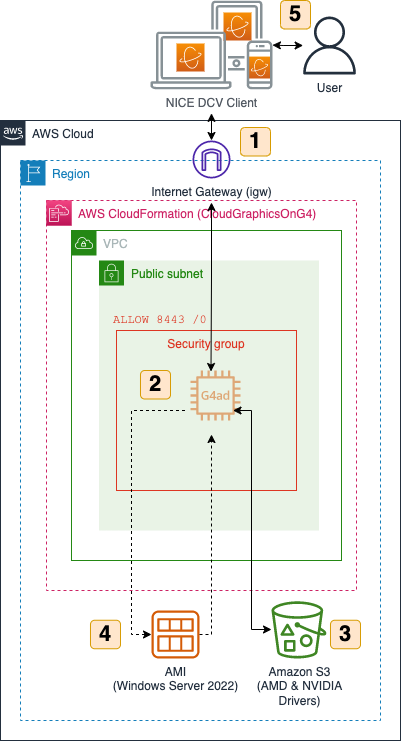 5
NICE DCV Client
User
aws
AWS Cloud
1
Region
Internet Gateway (igw)
AWS CloudFormation (CloudGraphicsOnG4)
VPC
Public subnet
ALLOW 8443 /0
Security group
2
G4ad
4
3
AMI
(Windows Server 2022)
Amazon S3
(AMD & NVIDIA
Drivers)